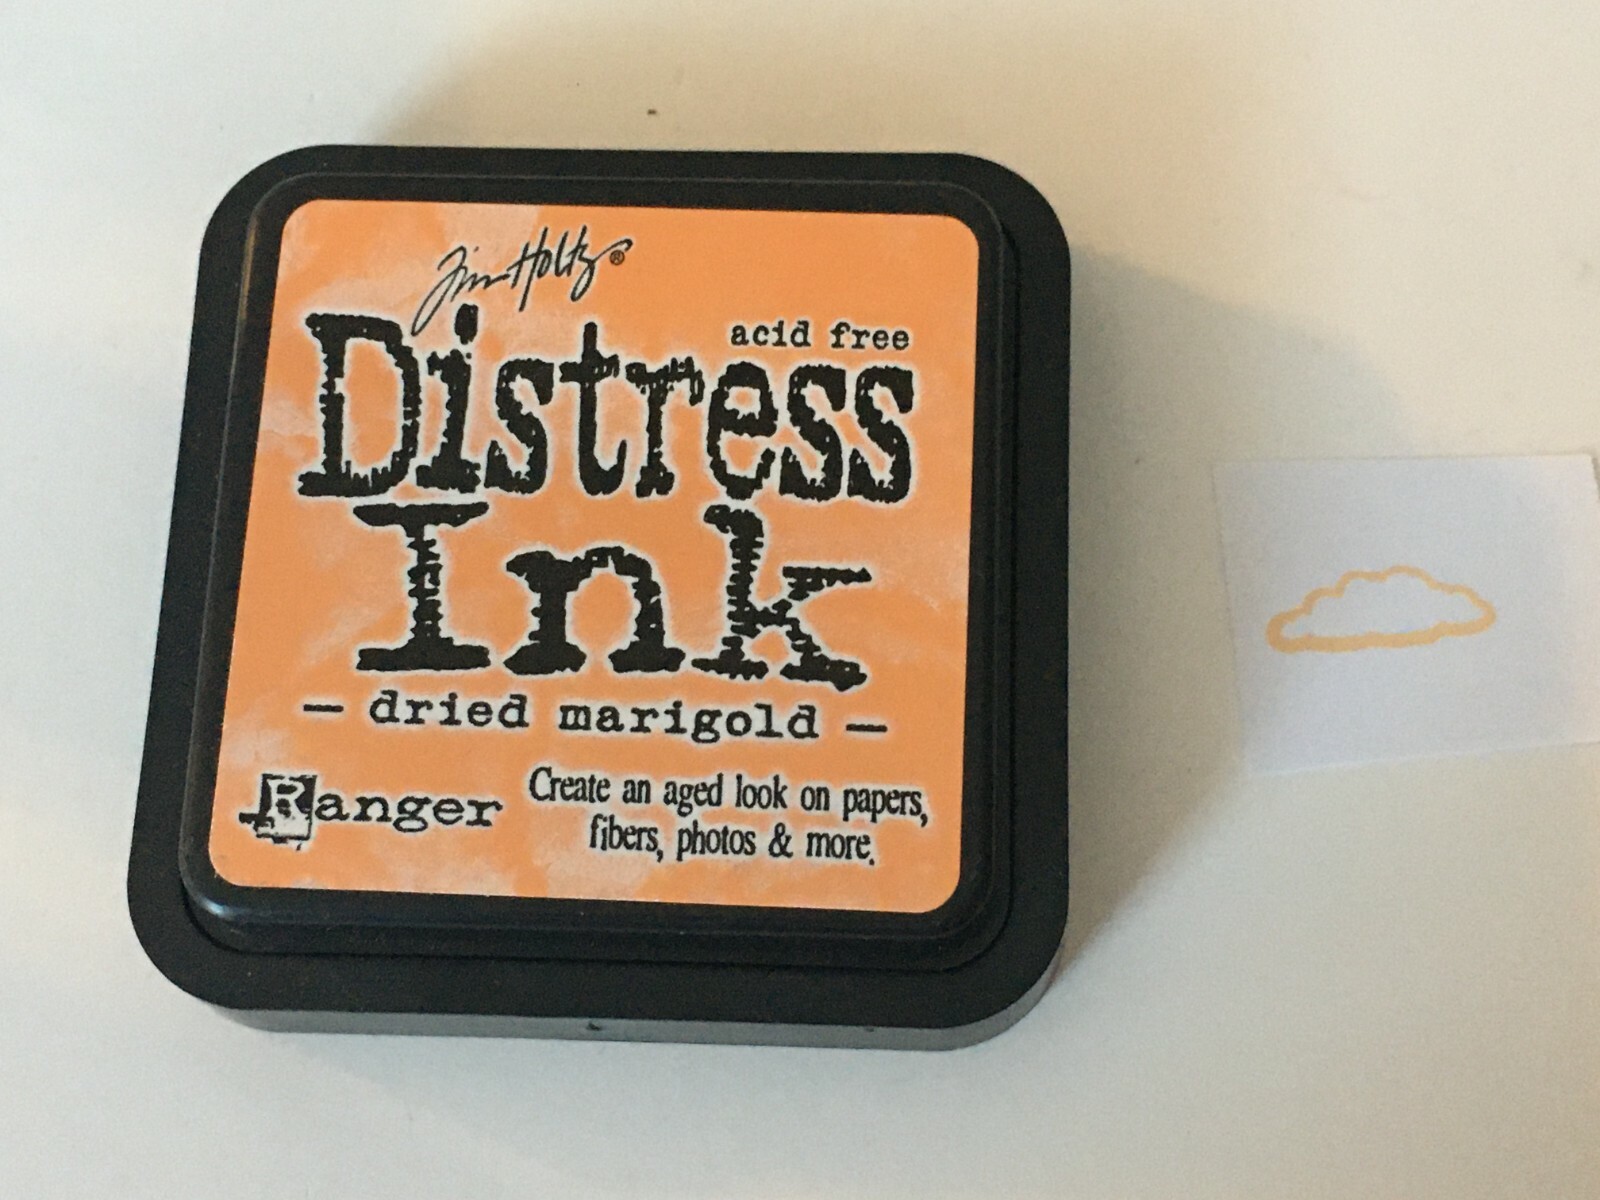 Tim Holtz®
acid free
Distress
Ink
— dried marigold —
Ranger
Create an aged look on papers,
fibers, photos & more.